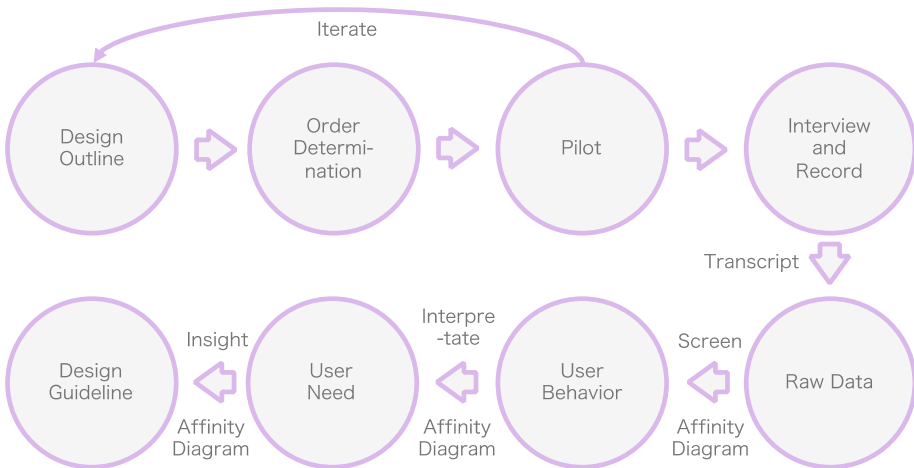 Iterate
Design
Outline
Order
Determi-
nation
Pilot
Interview
and
Record
Transcript
Design
Guideline
Insight
Affinity
Diagram
User
Need
Interpre
-tate
Affinity
Diagram
User
Behavior
Screen
Affinity
Diagram
Raw Data